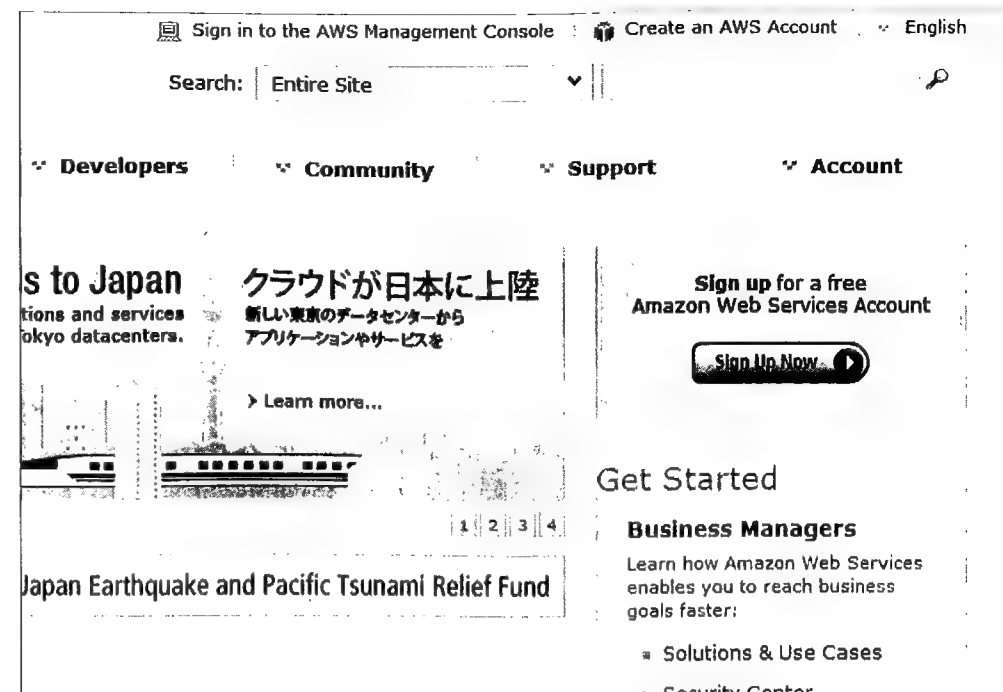 Sign in to the AWS Management Console
Create an AWS Account
English
Search: Entire Site
Developers
Community
Support
Account
s to Japan
tions and services
okyo datacenters.
クラウドが日本に上陸
新しい東京のデータセンターから
アプリケーションやサービスを
Learn more...
1 2 3 4
Japan Earthquake and Pacific Tsunami Relief Fund
Sign up for a free
Amazon Web Services Account
Sign Up Now
Get Started
Business Managers
Learn how Amazon Web Services
enables you to reach business
goals faster:
Solutions & Use Cases
Security Center